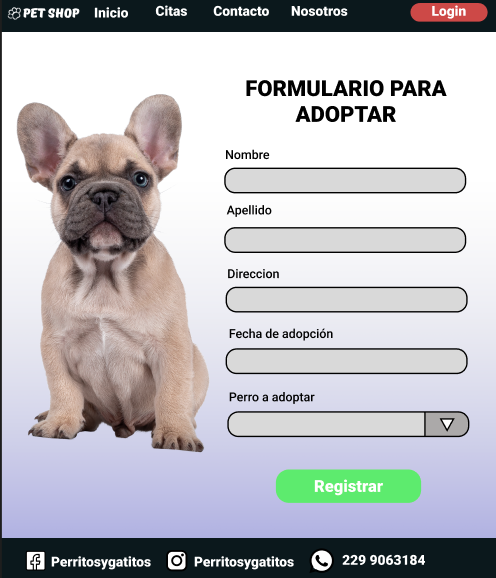 PET SHOP Inicio Citas Contacto Nosotros Login
FORMULARIO PARA
ADOPTAR
Nombre
Apellido
Direccion
Fecha de adopción
Perro a adoptar
Registrar
Perritosygatitos Perritosygatitos 229 9063184